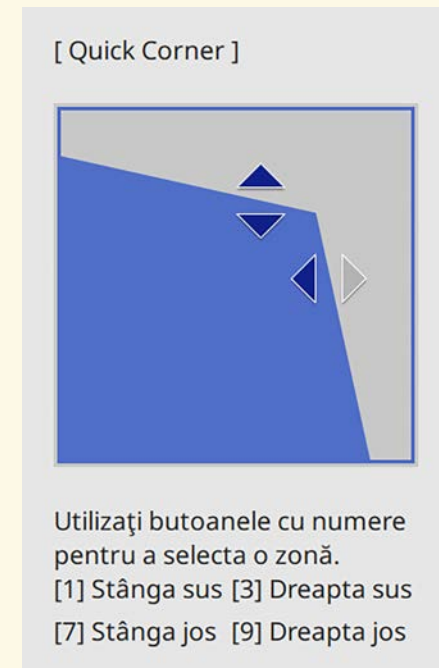 [ Quick Corner ]
Utilizaţi butoanele cu numere
pentru a selecta o zonă.
[1] Stânga sus [3] Dreapta sus
[7] Stânga jos [9] Dreapta jos